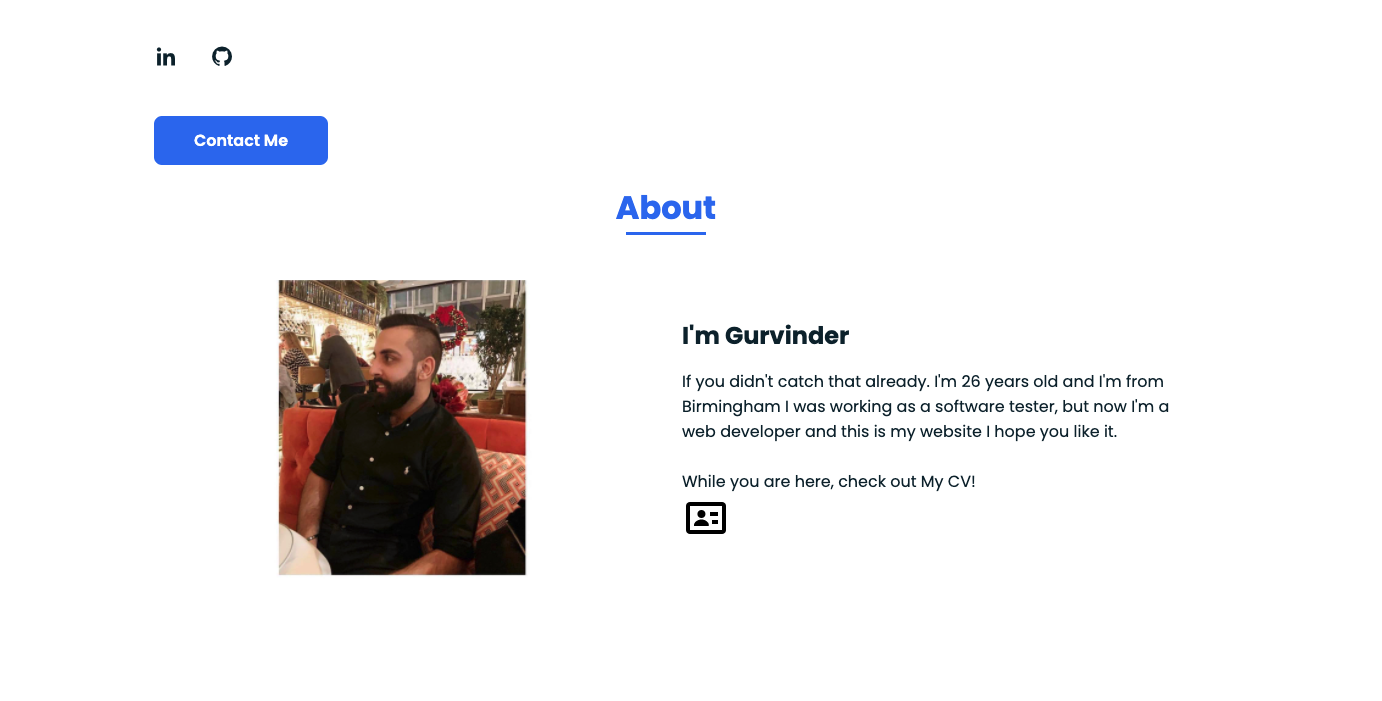 in
Contact Me
About
I'm Gurvinder
If you didn't catch that already. I'm 26 years old and I'm from
Birmingham I was working as a software tester, but now I'm a
web developer and this is my website I hope you like it.
While you are here, check out My CV!